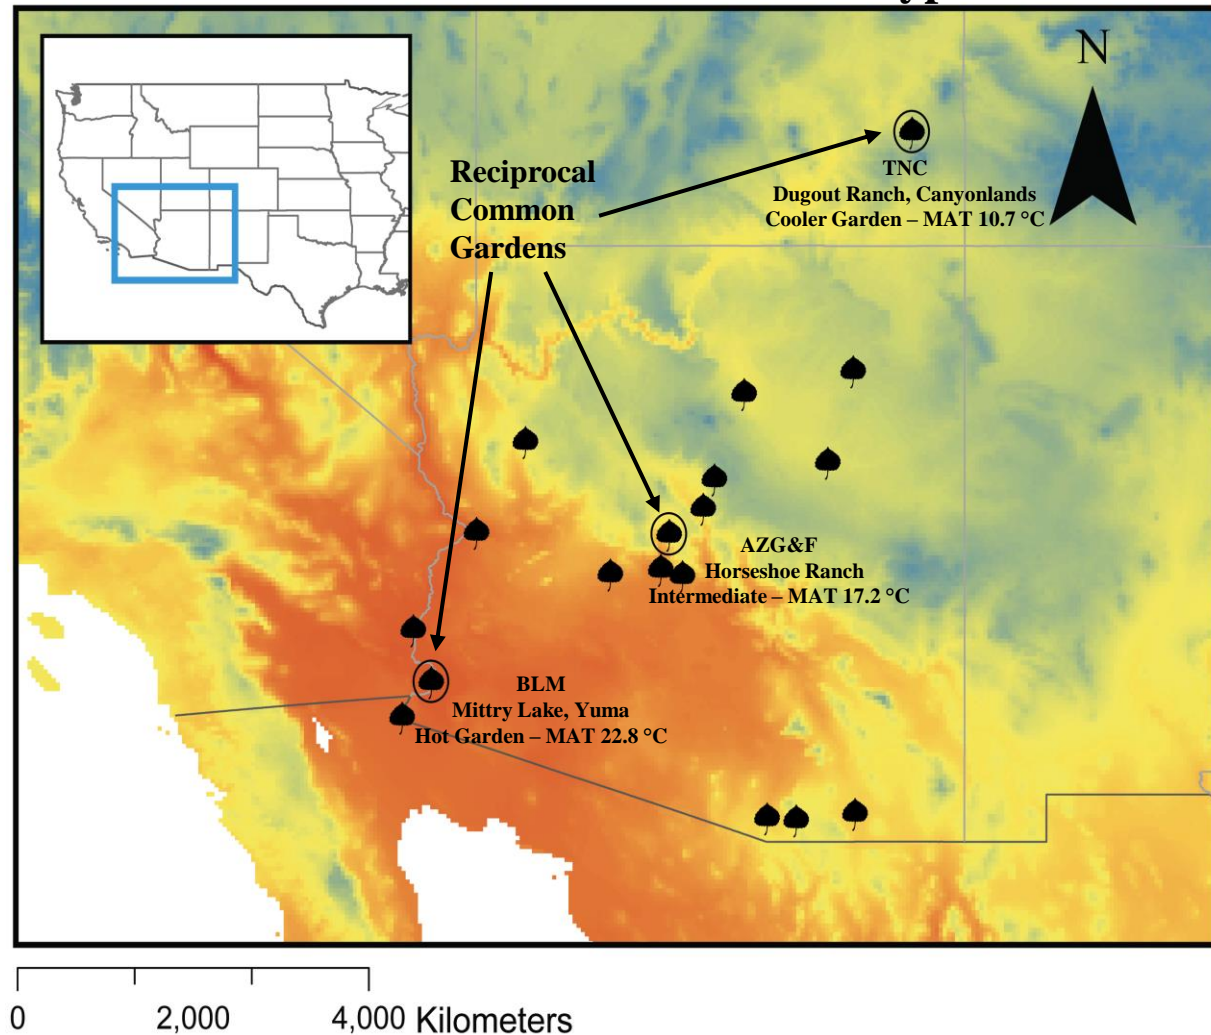 N
Reciprocal
Common
Gardens
TNC
Dugout Ranch, Canyonlands
Cooler Garden – MAT 10.7 °C
AZG&F
Horseshoe Ranch
Intermediate – MAT 17.2 °C
BLM
Mittry Lake, Yuma
Hot Garden – MAT 22.8 °C
0 2,000 4,000 Kilometers